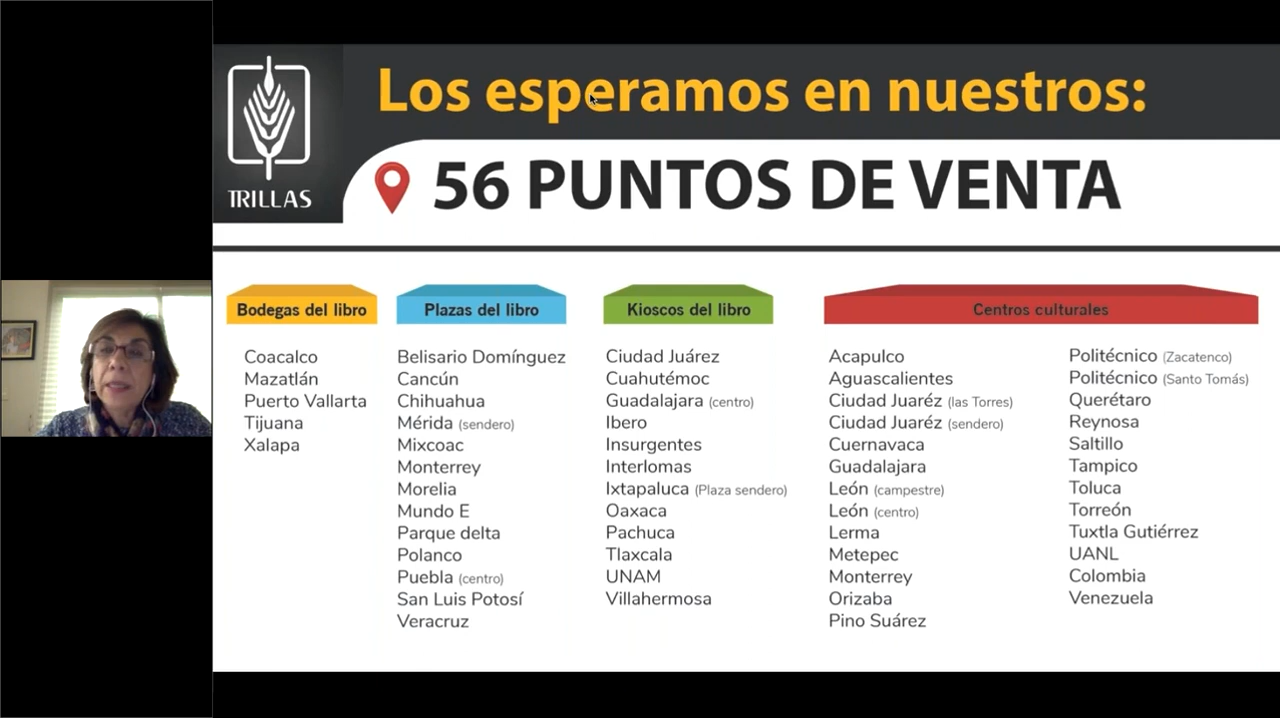 TRILLAS
Los esperamos en nuestros:
56 PUNTOS DE VENTA
Bodegas del libro
Coacalco
Mazatlán
Puerto Vallarta
Tijuana
Xalapa
Plazas del libro
Belisario Domínguez
Cancún
Chihuahua
Mérida (sendero)
Mixcoac
Monterrey
Morelia
Mundo E
Parque delta
Polanco
Puebla (centro)
San Luis Potosí
Veracruz
Kioscos del libro
Ciudad Juárez
Cuahutémoc
Guadalajara (centro)
Ibero
Insurgentes
Interlomas
Ixtapaluca (Plaza sendero)
Oaxaca
Pachuca
Tlaxcala
UNAM
Villahermosa
Centros culturales
Acapulco
Aguascalientes
Ciudad Juaréz (las Torres)
Ciudad Juaréz (sendero)
Cuernavaca
Guadalajara
León (campestre)
León (centro)
Lerma
Metepec
Monterrey
Orizaba
Pino Suárez
Politécnico (Zacatenco)
Politécnico (Santo Tomás)
Querétaro
Reynosa
Saltillo
Tampico
Toluca
Torreón
Tuxtla Gutiérrez
UANL
Colombia
Venezuela